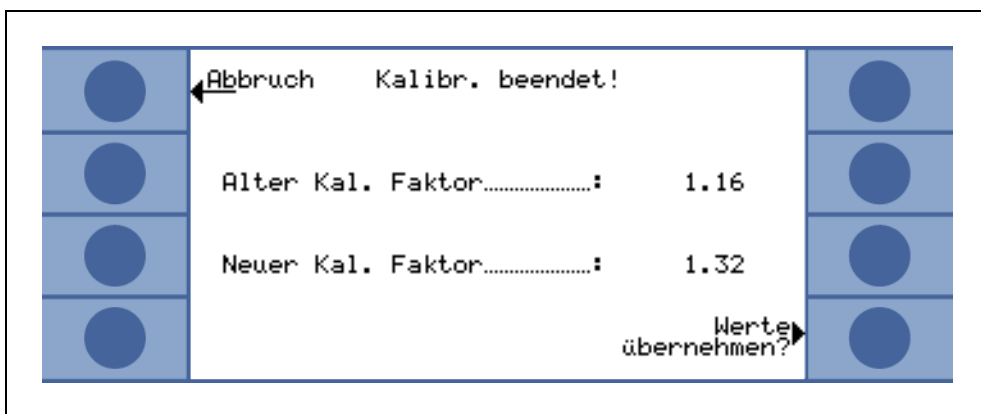 Abbruch Kalibr. beendet!
Alter Kal. Faktor....................: 1.16
Neuer Kal. Faktor....................: 1.32
Werte
übernehmen?